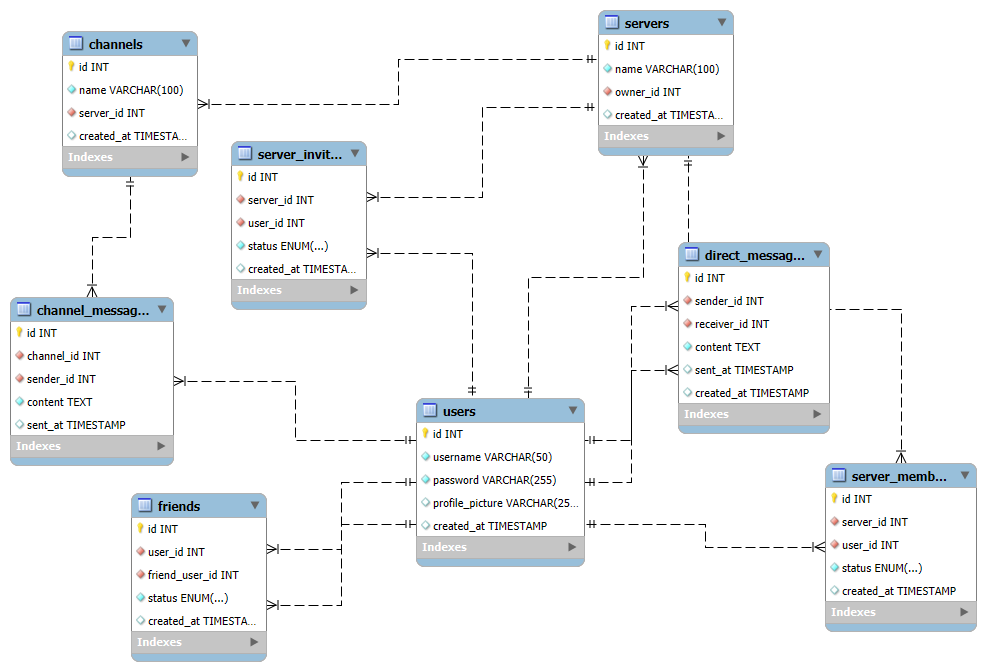 channels
id INT
name VARCHAR(100)
server_id INT
created_at TIMESTA...
Indexes
servers
id INT
name VARCHAR(100)
owner_id INT
created_at TIMESTA...
Indexes
server_invit...
id INT
server_id INT
user_id INT
status ENUM(...)
created_at TIMESTA...
Indexes
direct_messag...
id INT
sender_id INT
receiver_id INT
content TEXT
sent_at TIMESTAMP
created_at TIMESTAMP
Indexes
channel_messag...
id INT
channel_id INT
sender_id INT
content TEXT
sent_at TIMESTAMP
Indexes
users
id INT
username VARCHAR(50)
password VARCHAR(255)
profile_picture VARCHAR(25...
created_at TIMESTAMP
Indexes
server_memb...
id INT
server_id INT
user_id INT
status ENUM(...)
created_at TIMESTAMP
Indexes
friends
id INT
user_id INT
friend_user_id INT
status ENUM(...)
created_at TIMESTA...
Indexes